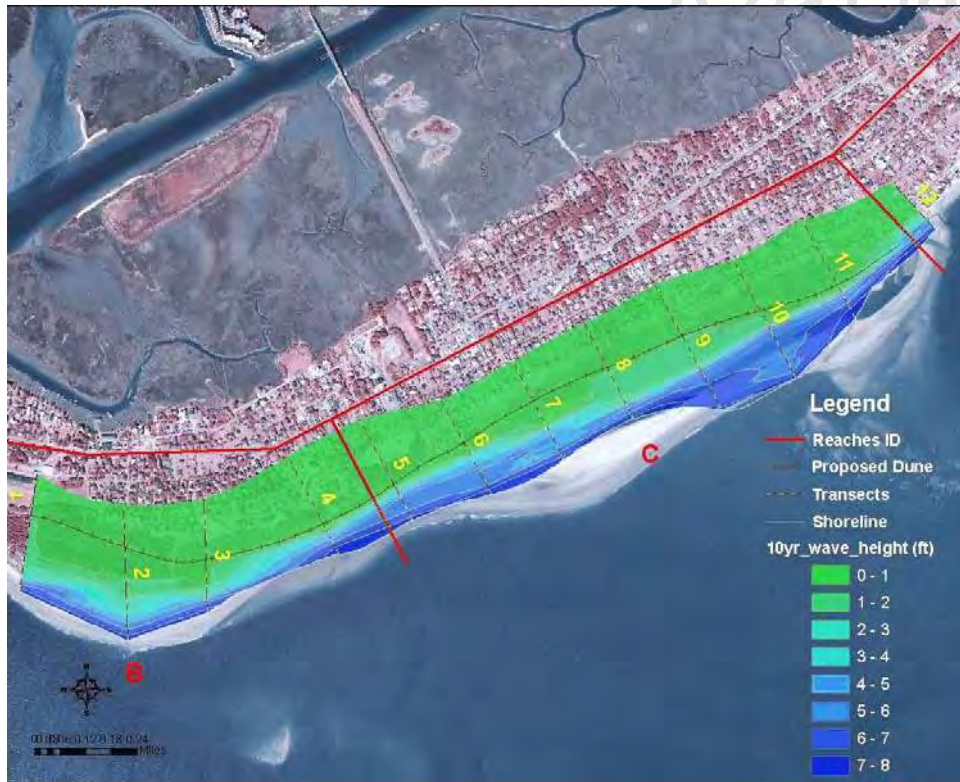 1
2
3
4
5
6
7
8
9
10
11
13
B
C
N
W
E
S
Miles
Legend
Reaches ID
Proposed Dune
Transects
Shoreline
10yr_wave_height (ft)
0 - 1
1 - 2
2 - 3
3 - 4
4 - 5
5 - 6
6 - 7
7 - 8